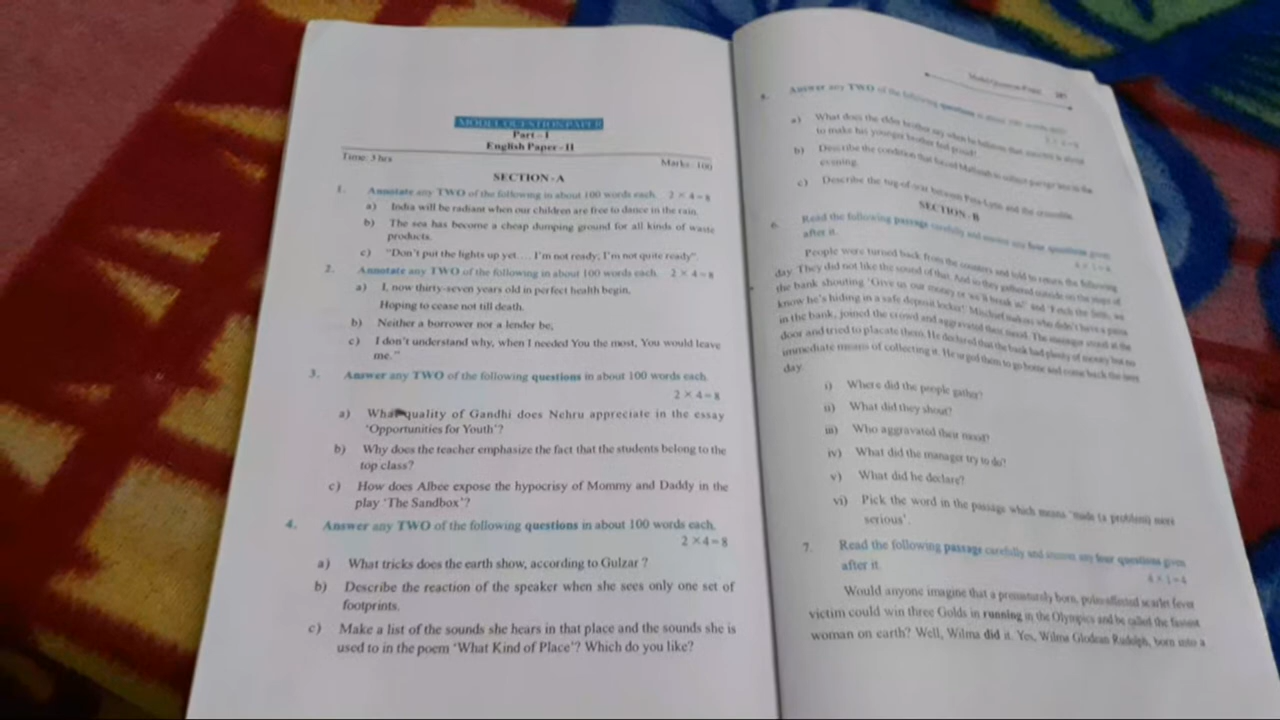 MODEL QUESTION PAPER
Part - I
English Paper - II
Time: 3 hrs Marks: 100
SECTION - A
1. Annotate any TWO of the following in about 100 words each. 2 × 4 = 8
a) India will be radiant when our children are free to dance in the rain.
b) The sea has become a cheap dumping ground for all kinds of waste
products.
c) "Don't put the lights up yet.... I'm not ready; I'm not quite ready".
2. Annotate any TWO of the following in about 100 words each. 2 × 4 = 8
a) I, now thirty-seven years old in perfect health begin,
Hoping to cease not till death.
b) Neither a borrower nor a lender be,
c) I don't understand why, when I needed You the most, You would leave
me."
3. Answer any TWO of the following questions in about 100 words each.
2 × 4 = 8
a) What quality of Gandhi does Nehru appreciate in the essay
'Opportunities for Youth'?
b) Why does the teacher emphasize the fact that the students belong to the
top class?
c) How does Albee expose the hypocrisy of Mommy and Daddy in the
play 'The Sandbox'?
4. Answer any TWO of the following questions in about 100 words each.
2 ×4 = 8
a) What tricks does the earth show, according to Gulzar ?
b) Describe the reaction of the speaker when she sees only one set of
footprints.
c) Make a list of the sounds she hears in that place and the sounds she is
used to in the poem 'What Kind of Place'? Which do you like?
Model Question Paper
Answer any TWO of the following questions
a) What does the elder brother say when he believes that
to make his younger brother feel proud?
b) Describe the condition that forced
evening.
c) Describe the tug-of-war between and the crocodile.
SECTION - B
6. Read the following passage carefully and answer any four questions given
after it. 4 × 1 = 4
People were turned back from the counters and told to return the following
day. They did not like the sound of that. And so they gathered outside on the steps of
the bank shouting 'Give us our money or we'll break in!' and 'Fetch the
know he's hiding in a safe deposit locker!' Mischief makers who didn't have a
in the bank, joined the crowd and aggravated their mood. The manager stood at the
door and tried to placate them. He declared that the bank had plenty of money but no
immediate means of collecting it. He urged them to go home and come back the next
day.
i) Where did the people gather?
ii) What did they shout?
iii) Who aggravated their mood?
iv) What did the manager try to do?
v) What did he declare?
vi) Pick the word in the passage which means 'made (a problem) more
serious'.
7. Read the following passage carefully and answer any four questions given
after it. 4 × 1 = 4
Would anyone imagine that a prematurely born, polio-afflicted scarlet fever
victim could win three Golds in running in the Olympics and be called the fastest
woman on earth? Well, Wilma did it. Yes, Wilma Glodean Rudolph, born into a